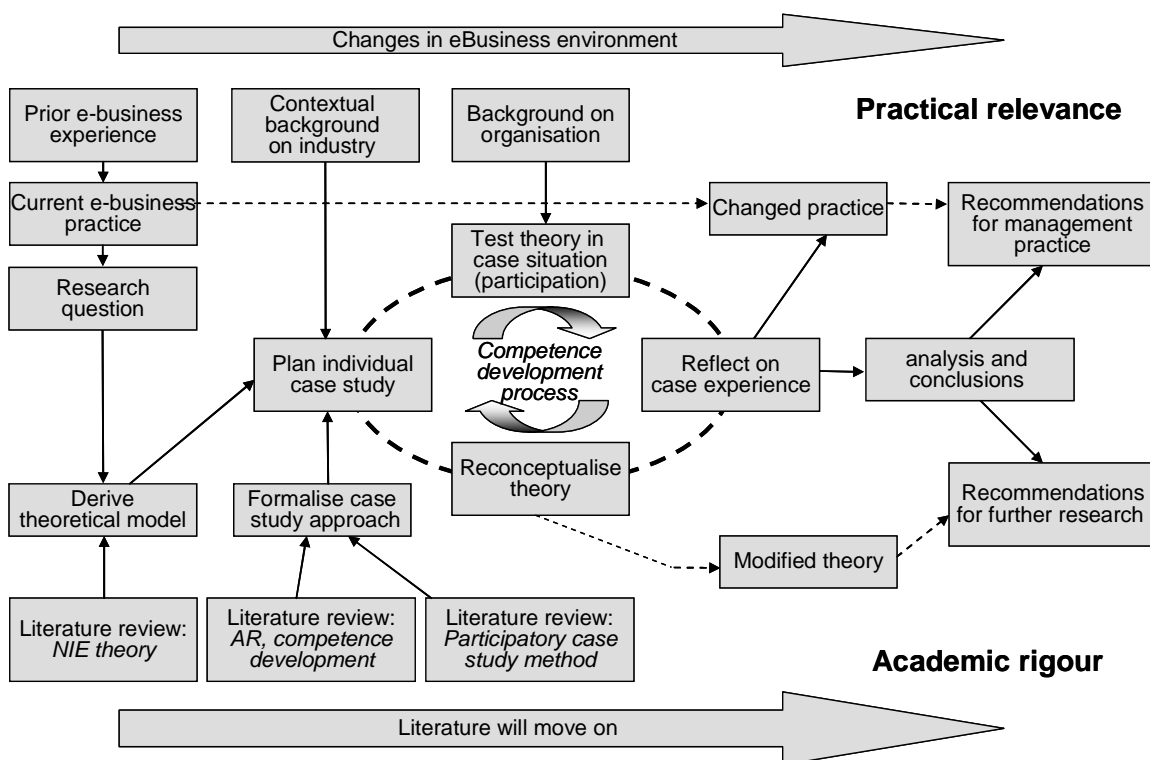 Changes in eBusiness environment
Prior e-business
experience
Contextual
background
on industry
Background on
organisation
Practical relevance
Current e-business
practice
Changed practice
Recommendations
for management
practice
Test theory in
case situation
(participation)
Research
question
Plan individual
case study
Competence
development
process
Reflect on
case experience
analysis and
conclusions
Reconceptualise
theory
Derive
theoretical model
Formalise case
study approach
Recommendations
for further research
Modified theory
Literature review:
NIE theory
Literature review:
AR, competence
development
Literature review:
Participatory case
study method
Academic rigour
Literature will move on